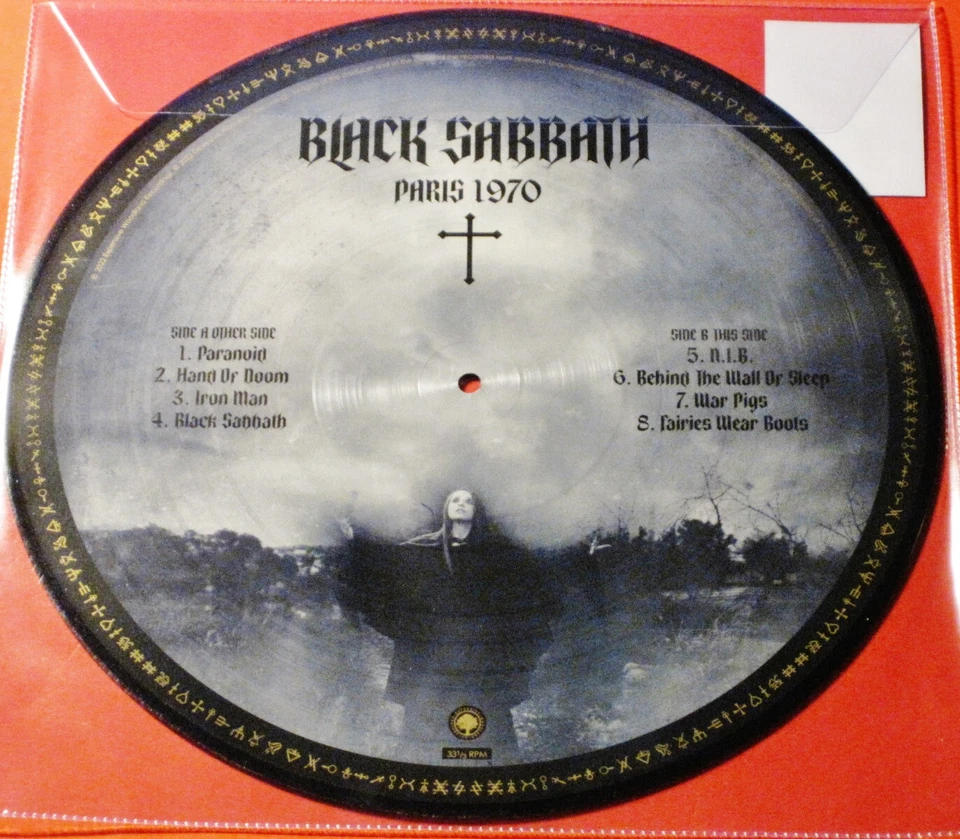 BLACK SABBATH
PARIS 1970
SIDE A OTHER SIDE
1. Paranoid
2. Hand Of Doom
3. Iron Man
4. Black Sabbath
SIDE B THIS SIDE
5. N.I.B.
6. Behind The Wall Of Sleep
7. War Pigs
8. Fairies Wear Boots
33⅓ RPM